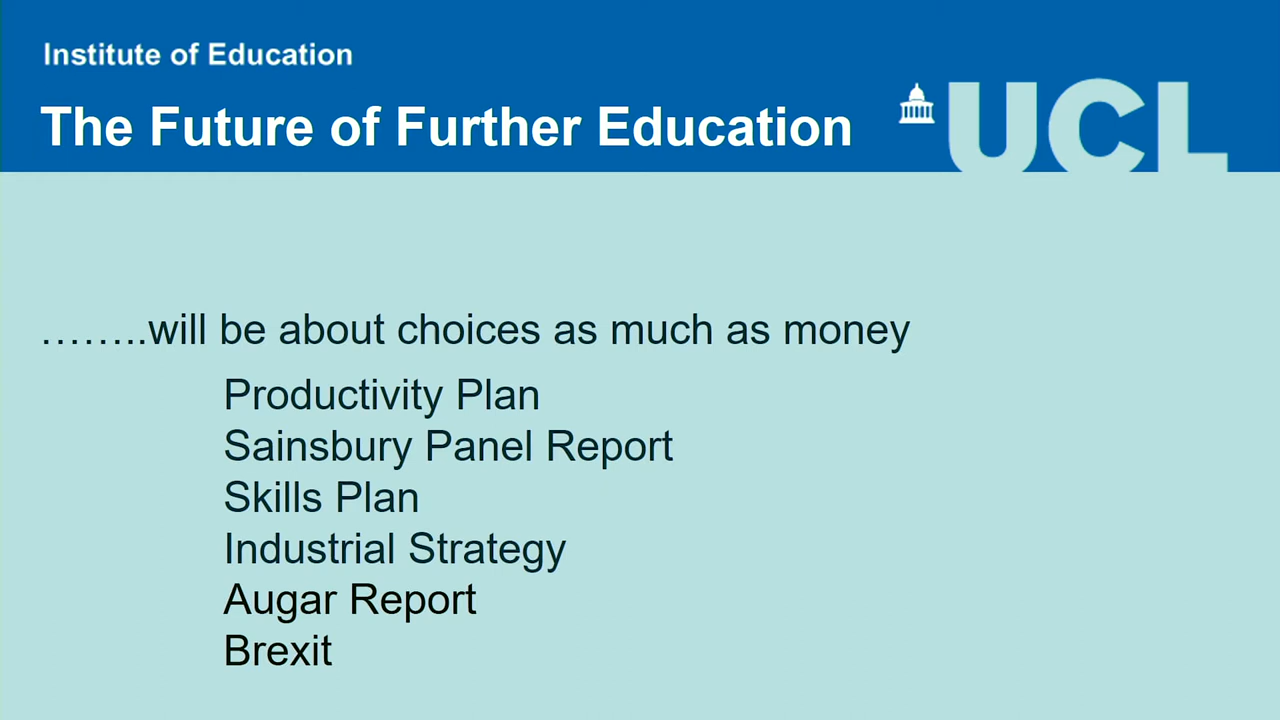 Institute of Education
The Future of Further Education
UCL
……..will be about choices as much as money
Productivity Plan
Sainsbury Panel Report
Skills Plan
Industrial Strategy
Augar Report
Brexit